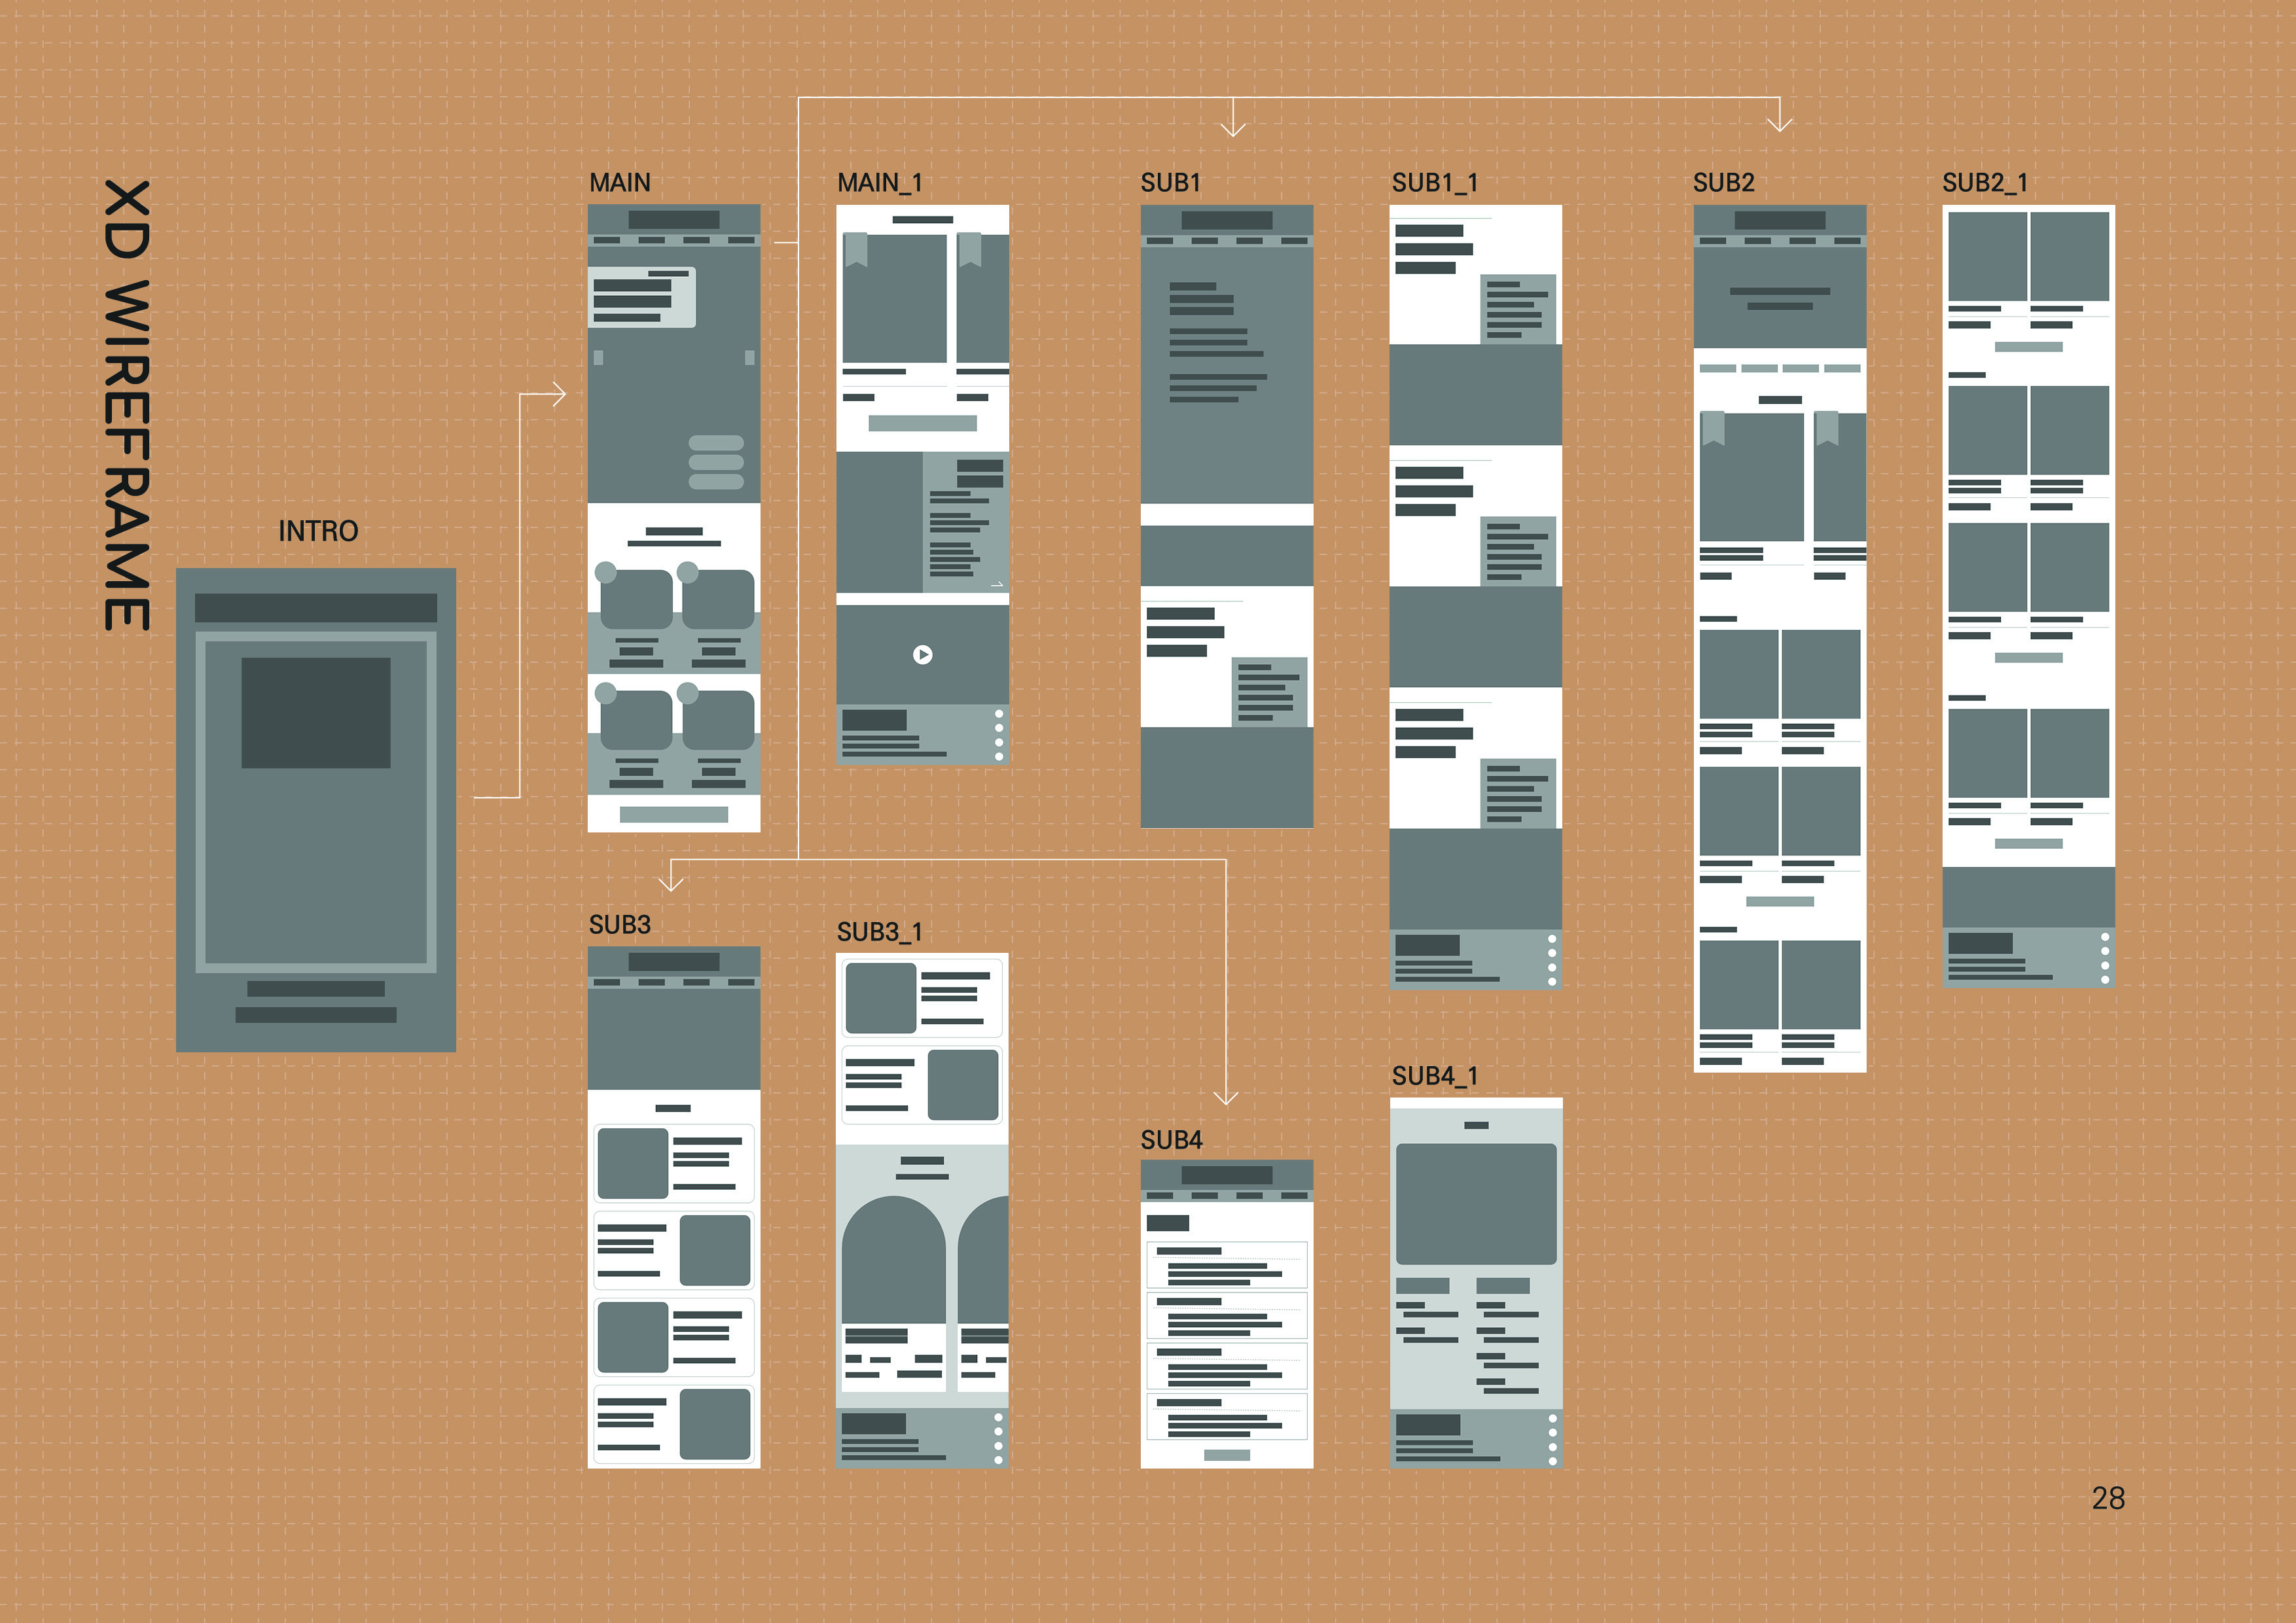 XD WIREFRAME
INTRO
MAIN
MAIN_1
SUB1
SUB1_1
SUB2
SUB2_1
SUB3
SUB3_1
SUB4
SUB4_1
28